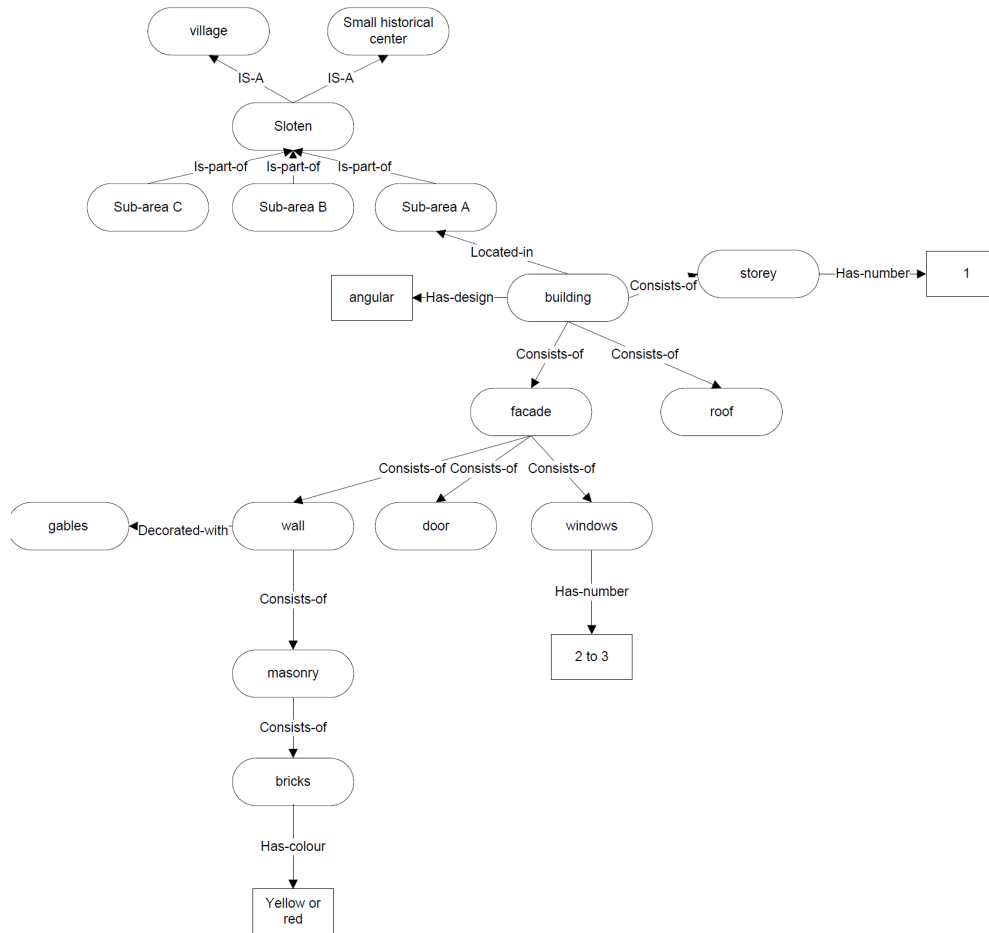 village
Small historical
center
IS-A
IS-A
Sloten
Is-part-of
Is-part-of
Is-part-of
Sub-area C
Sub-area B
Sub-area A
Located-in
storey
Has-number
1
angular
Has-design
building
Consists-of
Consists-of
Consists-of
facade
roof
Consists-of
Consists-of
Consists-of
gables
Decorated-with
wall
door
windows
Consists-of
Has-number
2 to 3
masonry
Consists-of
bricks
Has-colour
Yellow or
red